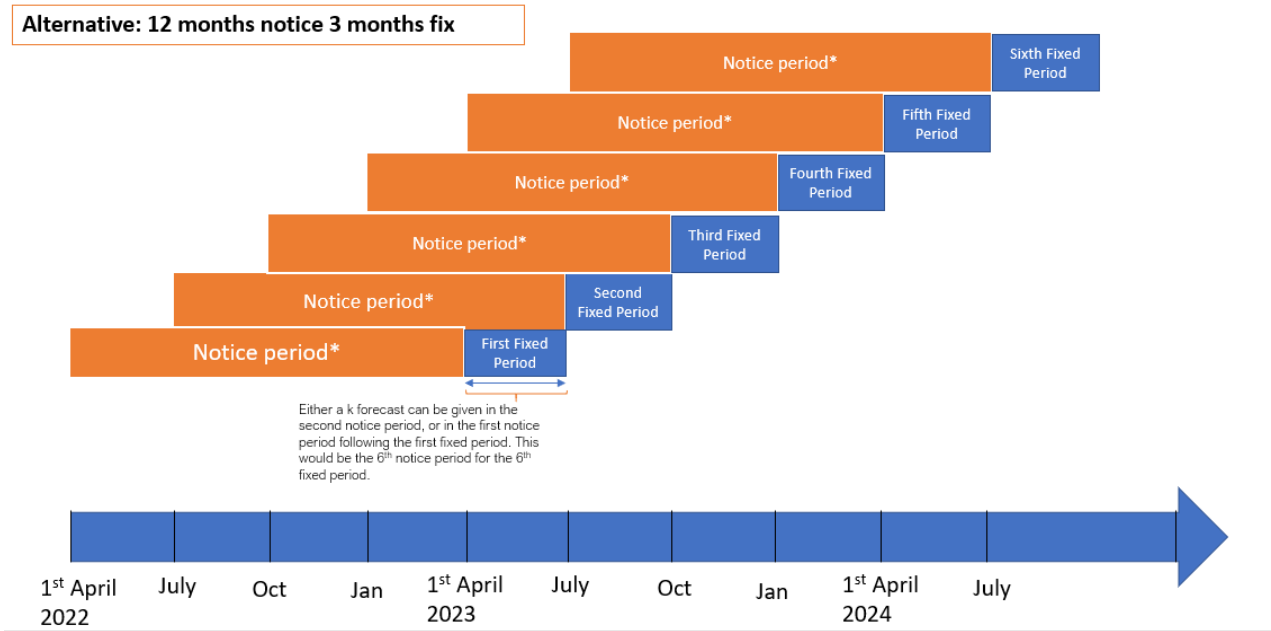 Alternative: 12 months notice 3 months fix
Notice period*
Sixth Fixed
Period
Notice period*
Fifth Fixed
Period
Notice period*
Fourth Fixed
Period
Notice period*
Third Fixed
Period
Notice period*
Second
Fixed Period
Notice period*
First Fixed
Period
Either a k forecast can be given in the
second notice period, or in the first notice
period following the first fixed period. This
would be the 6th notice period for the 6th
fixed period.
1st April
2022
July
Oct
Jan
1st April
2023
July
Oct
Jan
1st April
2024
July